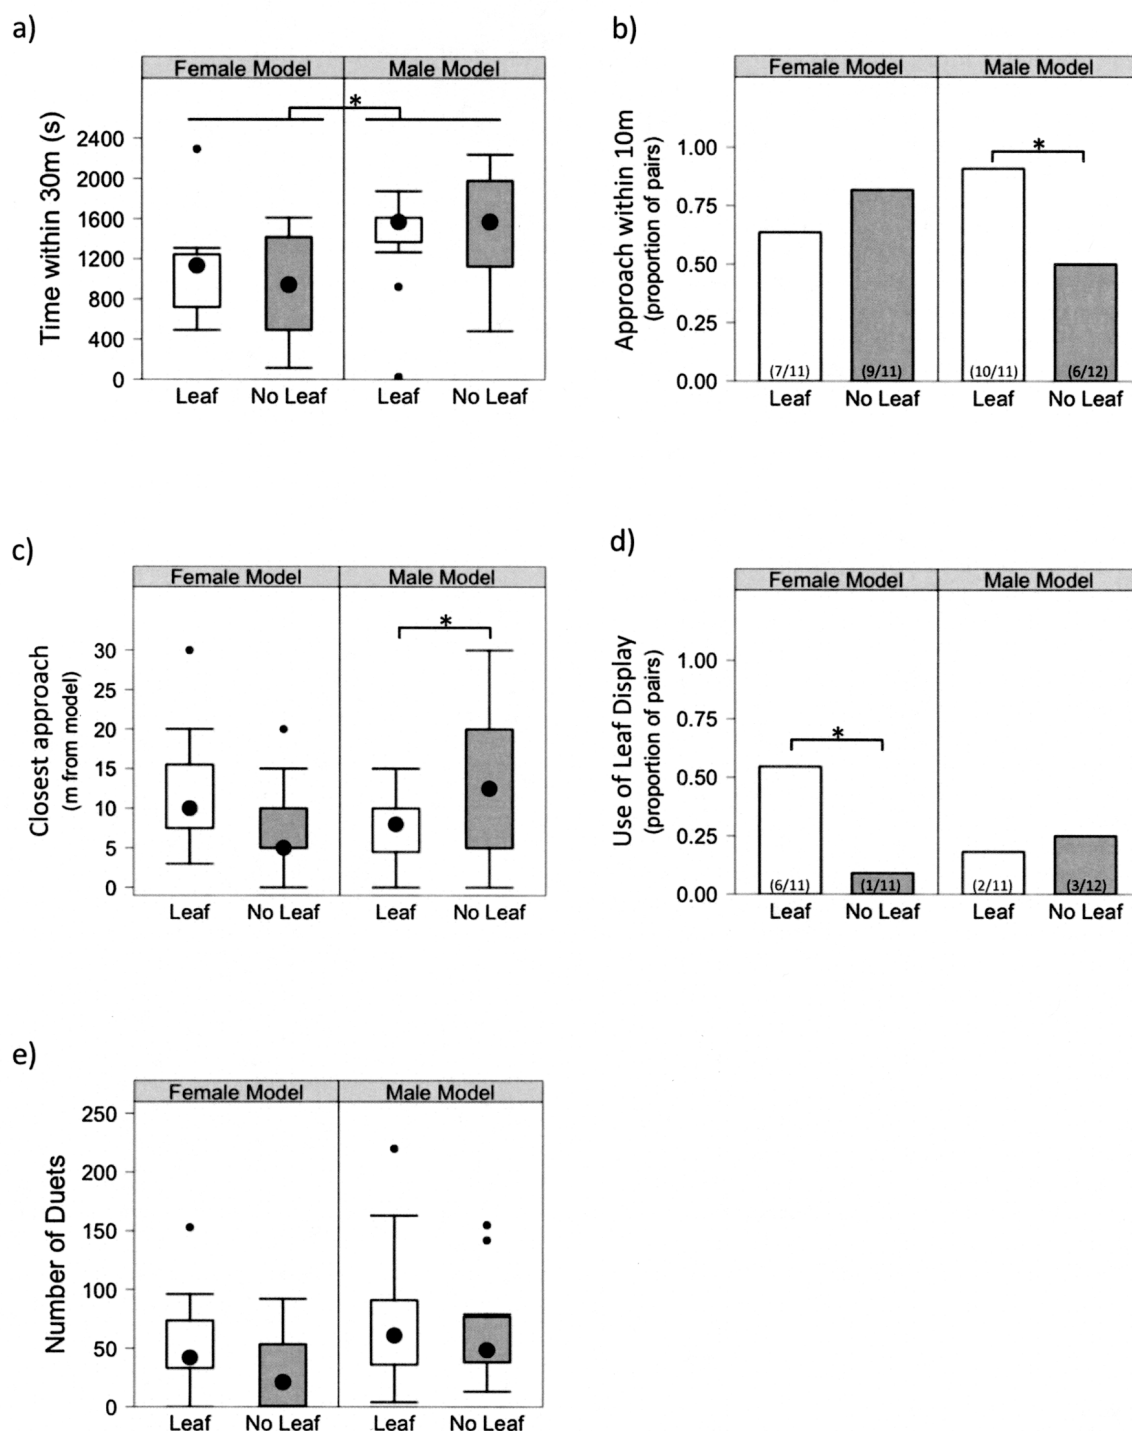 a)
Female Model Male Model
*
Time within 30m (s)
2400
2000
1600
1200
800
400
0
Leaf No Leaf Leaf No Leaf
b)
Female Model Male Model
*
Approach within 10m
(proportion of pairs)
1.00
0.75
0.50
0.25
0.00
(7/11) (9/11) (10/11) (6/12)
Leaf No Leaf Leaf No Leaf
c)
Female Model Male Model
*
Closest approach
(m from model)
30
25
20
15
10
5
0
Leaf No Leaf Leaf No Leaf
d)
Female Model Male Model
*
Use of Leaf Display
(proportion of pairs)
1.00
0.75
0.50
0.25
0.00
(6/11) (1/11) (2/11) (3/12)
Leaf No Leaf Leaf No Leaf
e)
Female Model Male Model
Number of Duets
250
200
150
100
50
0
Leaf No Leaf Leaf No Leaf